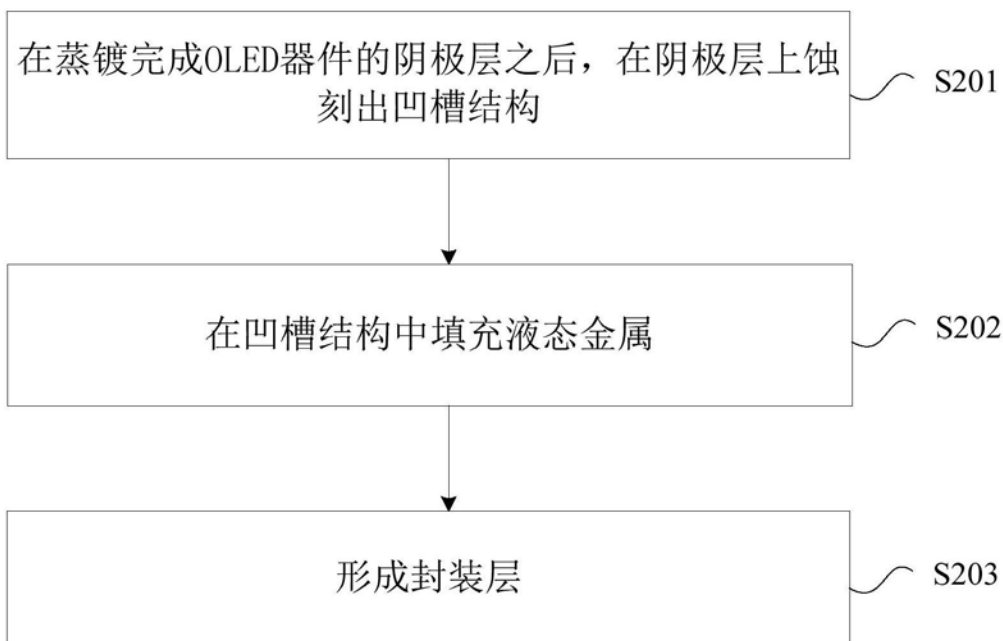 在蒸镀完成OLED器件的阴极层之后，在阴极层上蚀
刻出凹槽结构
S201
在凹槽结构中填充液态金属
S202
形成封装层
S203